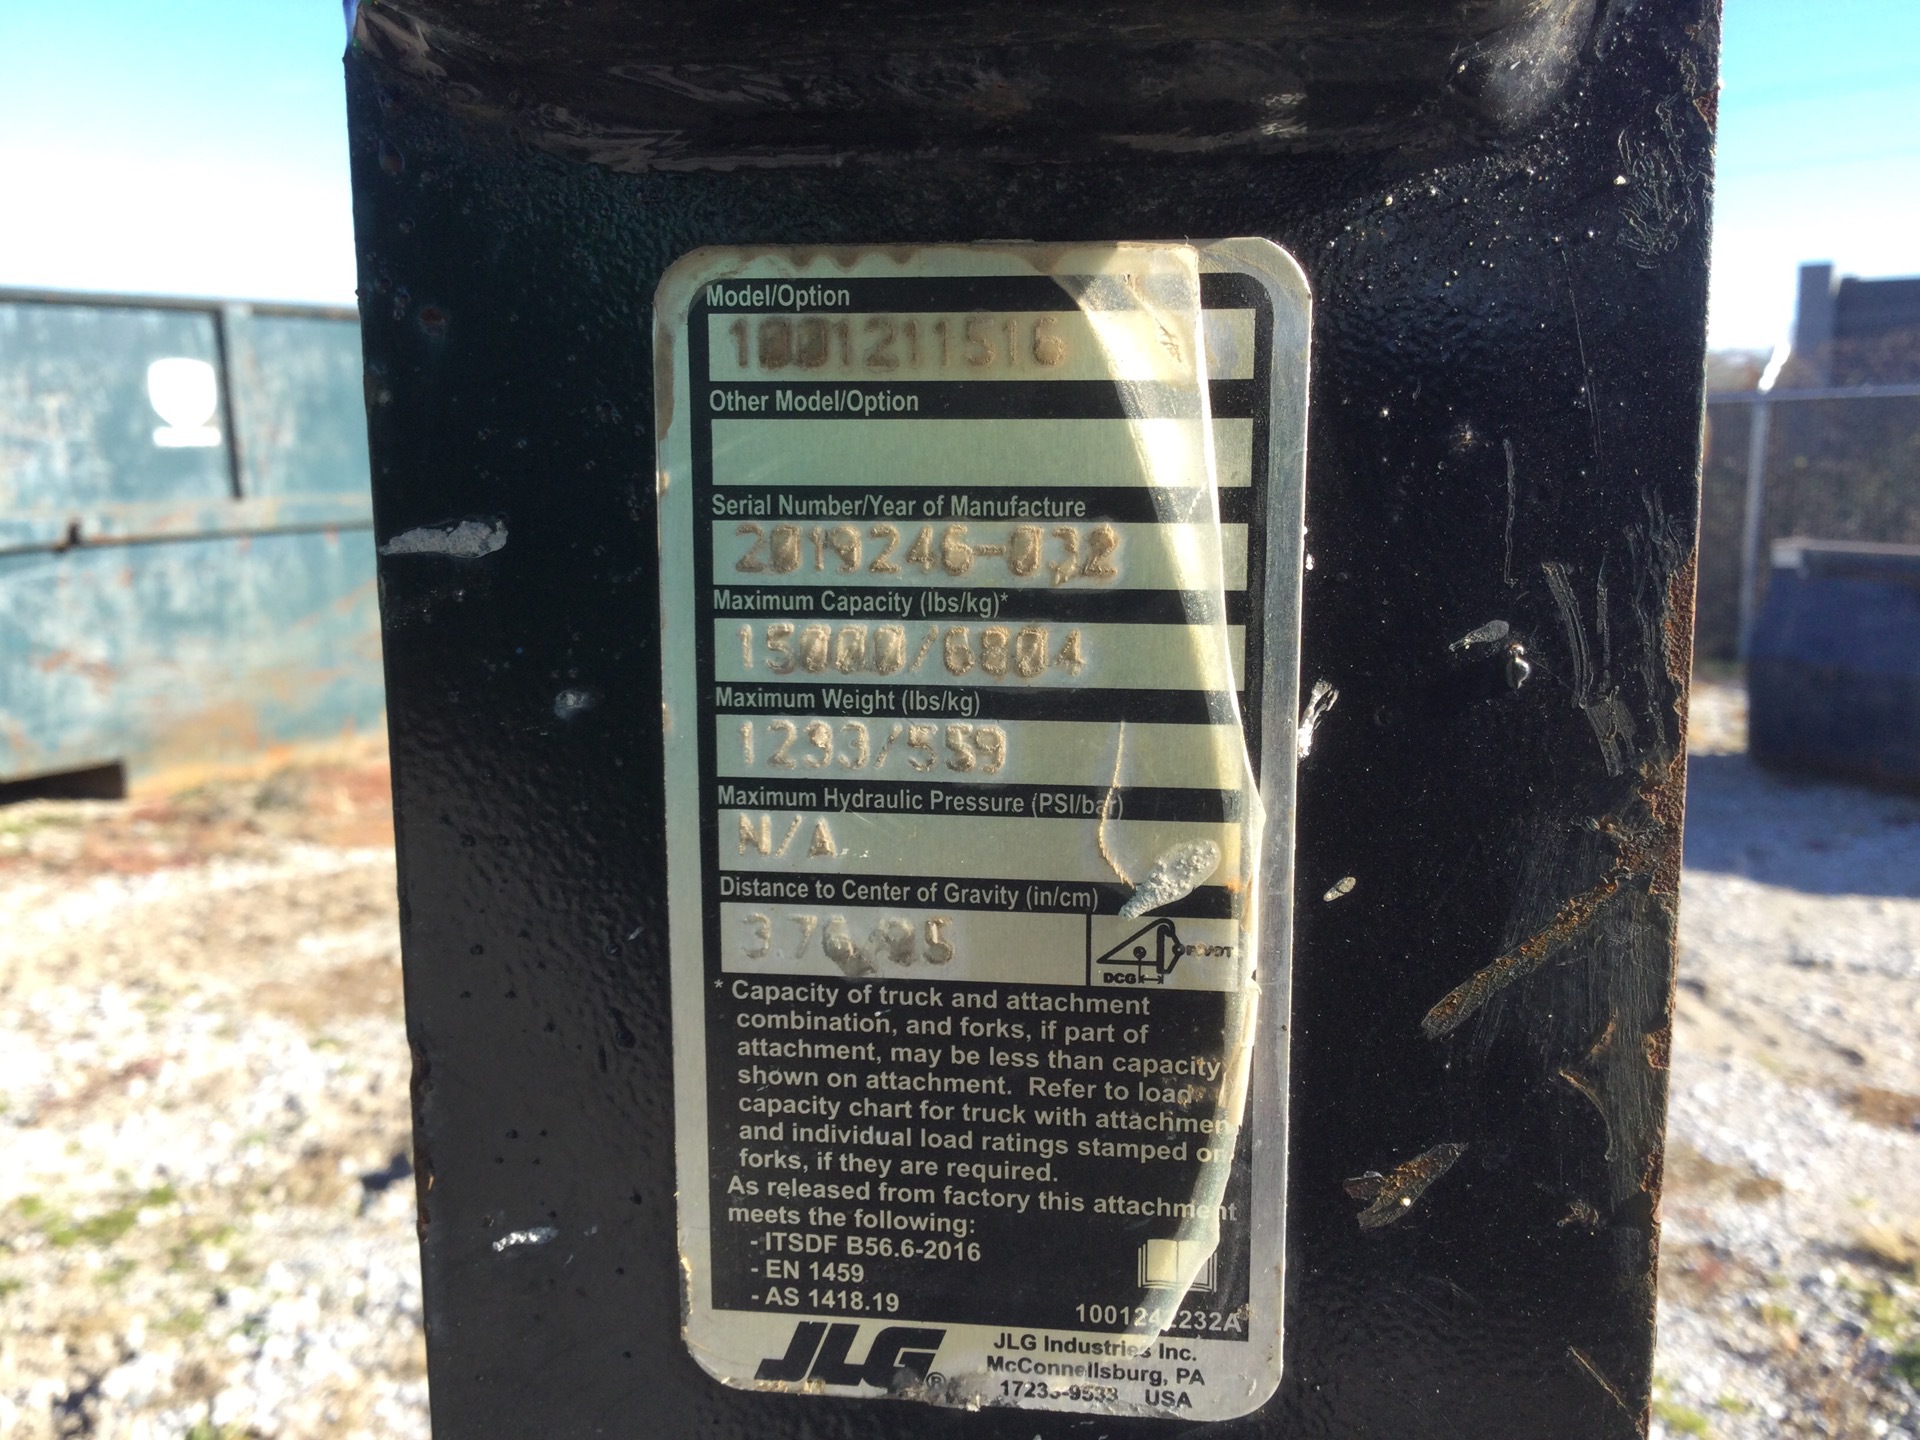 Model/Option
1001211516
Other Model/Option
Serial Number/Year of Manufacture
2019246-032
Maximum Capacity (lbs/kg)*
15000/6804
Maximum Weight (lbs/kg)
1233/559
Maximum Hydraulic Pressure (PSI/bar)
N/A
Distance to Center of Gravity (in/cm)
PIVOT
DCG
* Capacity of truck and attachment
combination, and forks, if part of
attachment, may be less than capacity
shown on attachment. Refer to load
capacity chart for truck with attachment
and individual load ratings stamped on
forks, if they are required.
As released from factory this attachment
meets the following:
- ITSDF B56.6-2016
- EN 1459
- AS 1418.19
JLG®
JLG Industries Inc.
McConnellsburg, PA
17233-9533 USA